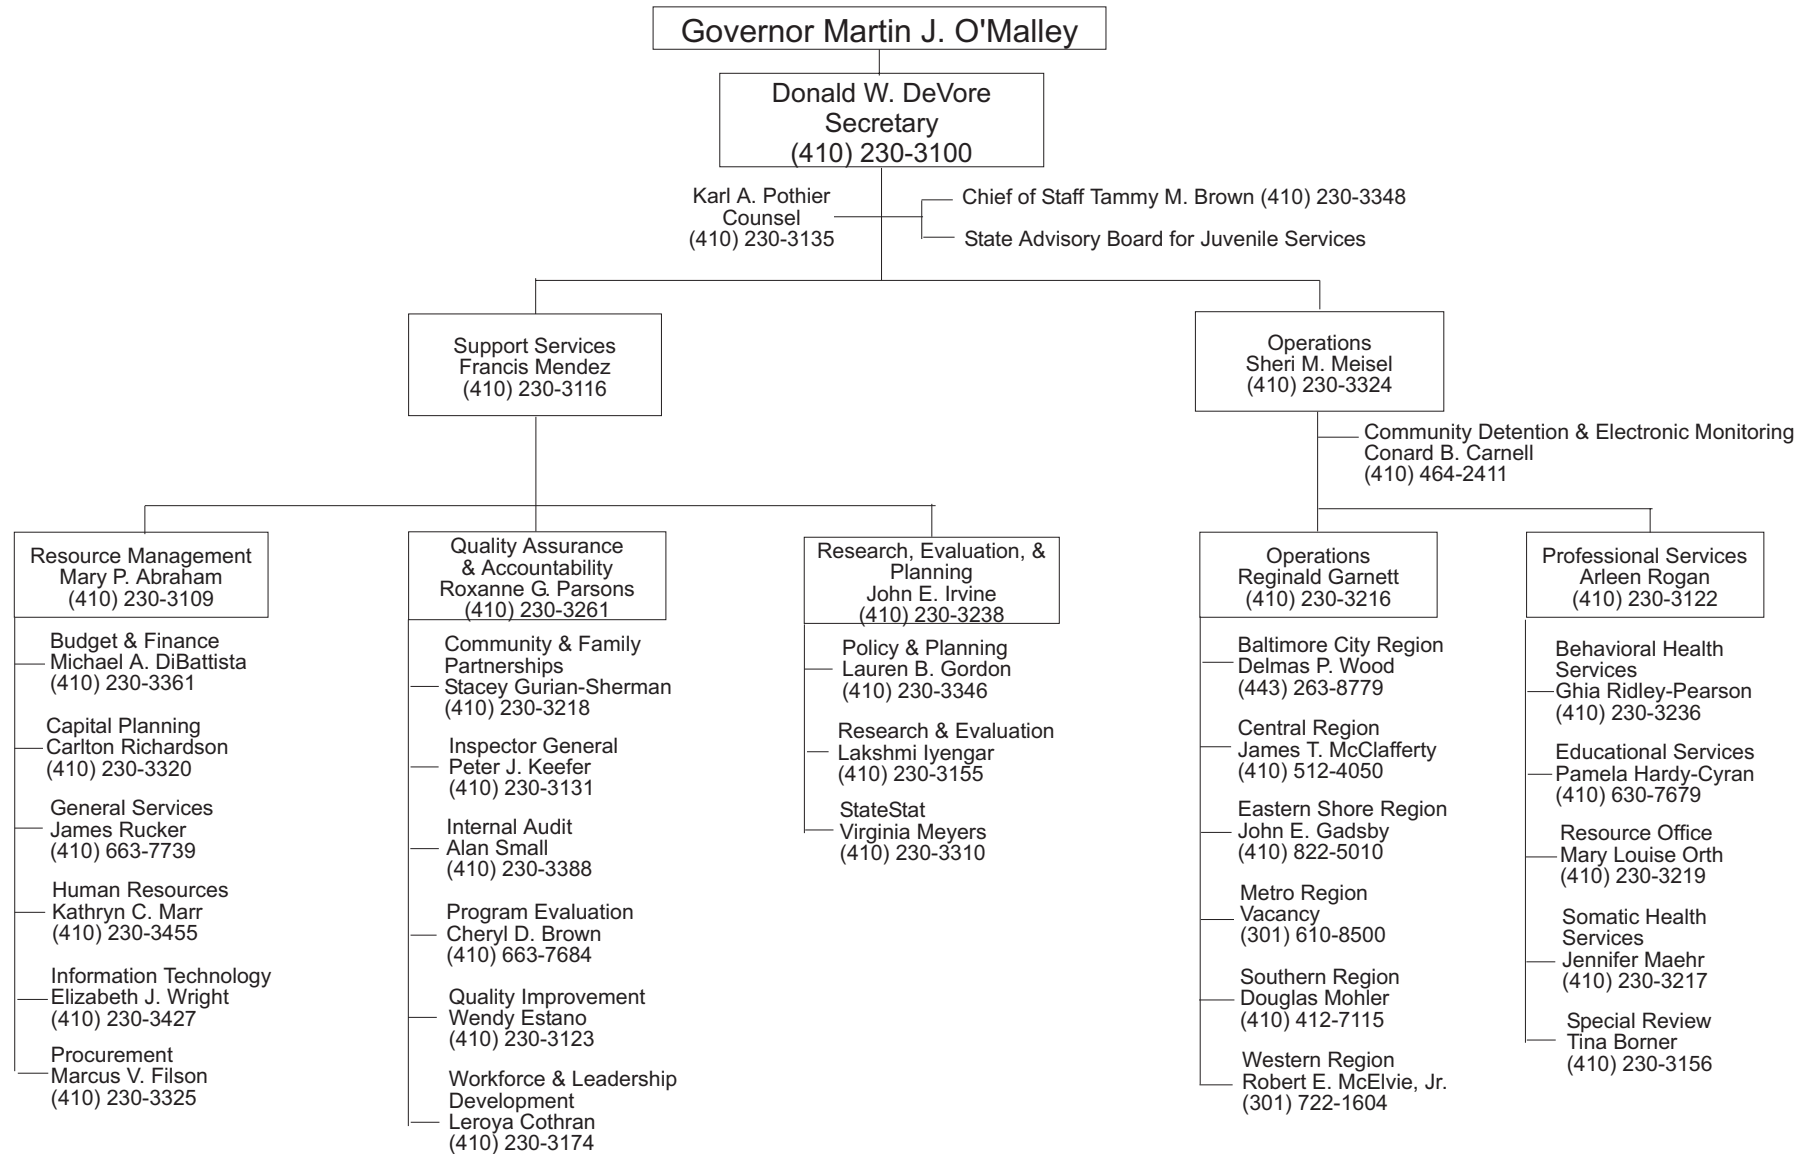 Governor Martin J. O'Malley
Donald W. DeVore
Secretary
(410) 230-3100
Karl A. Pothier
Counsel
(410) 230-3135
Chief of Staff Tammy M. Brown (410) 230-3348
State Advisory Board for Juvenile Services
Support Services
Francis Mendez
(410) 230-3116
Operations
Sheri M. Meisel
(410) 230-3324
Community Detention & Electronic Monitoring
Conard B. Carnell
(410) 464-2411
Resource Management
Mary P. Abraham
(410) 230-3109
Budget & Finance
Michael A. DiBattista
(410) 230-3361
Capital Planning
Carlton Richardson
(410) 230-3320
General Services
James Rucker
(410) 663-7739
Human Resources
Kathryn C. Marr
(410) 230-3455
Information Technology
Elizabeth J. Wright
(410) 230-3427
Procurement
Marcus V. Filson
(410) 230-3325
Quality Assurance
& Accountability
Roxanne G. Parsons
(410) 230-3261
Community & Family
Partnerships
Stacey Gurian-Sherman
(410) 230-3218
Inspector General
Peter J. Keefer
(410) 230-3131
Internal Audit
Alan Small
(410) 230-3388
Program Evaluation
Cheryl D. Brown
(410) 663-7684
Quality Improvement
Wendy Estano
(410) 230-3123
Workforce & Leadership
Development
Leroya Cothran
(410) 230-3174
Research, Evaluation, &
Planning
John E. Irvine
(410) 230-3238
Policy & Planning
Lauren B. Gordon
(410) 230-3346
Research & Evaluation
Lakshmi Iyengar
(410) 230-3155
StateStat
Virginia Meyers
(410) 230-3310
Operations
Reginald Garnett
(410) 230-3216
Baltimore City Region
Delmas P. Wood
(443) 263-8779
Central Region
James T. McClafferty
(410) 512-4050
Eastern Shore Region
John E. Gadsby
(410) 822-5010
Metro Region
Vacancy
(301) 610-8500
Southern Region
Douglas Mohler
(410) 412-7115
Western Region
Robert E. McElvie, Jr.
(301) 722-1604
Professional Services
Arleen Rogan
(410) 230-3122
Behavioral Health
Services
Ghia Ridley-Pearson
(410) 230-3236
Educational Services
Pamela Hardy-Cyran
(410) 630-7679
Resource Office
Mary Louise Orth
(410) 230-3219
Somatic Health
Services
Jennifer Maehr
(410) 230-3217
Special Review
Tina Borner
(410) 230-3156